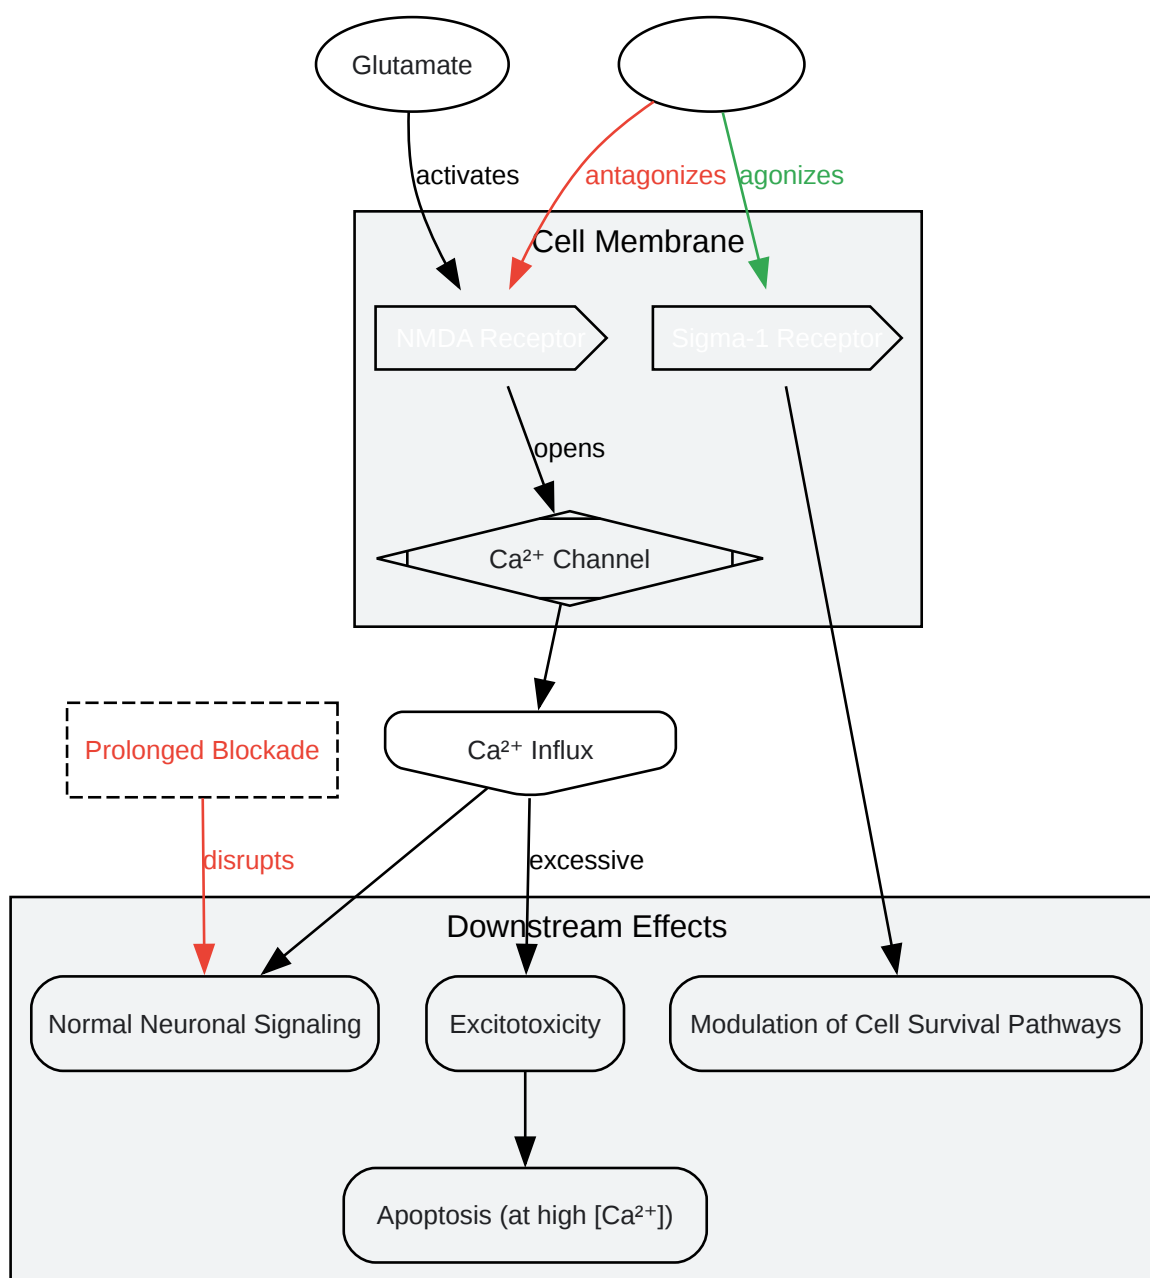 Glutamate
activates
antagonizes
agonizes
Cell Membrane
NMDA Receptor
Sigma-1 Receptor
opens
Ca²⁺ Channel
Prolonged Blockade
Ca²⁺ Influx
disrupts
excessive
Downstream Effects
Normal Neuronal Signaling
Excitotoxicity
Modulation of Cell Survival Pathways
Apoptosis (at high [Ca²⁺])